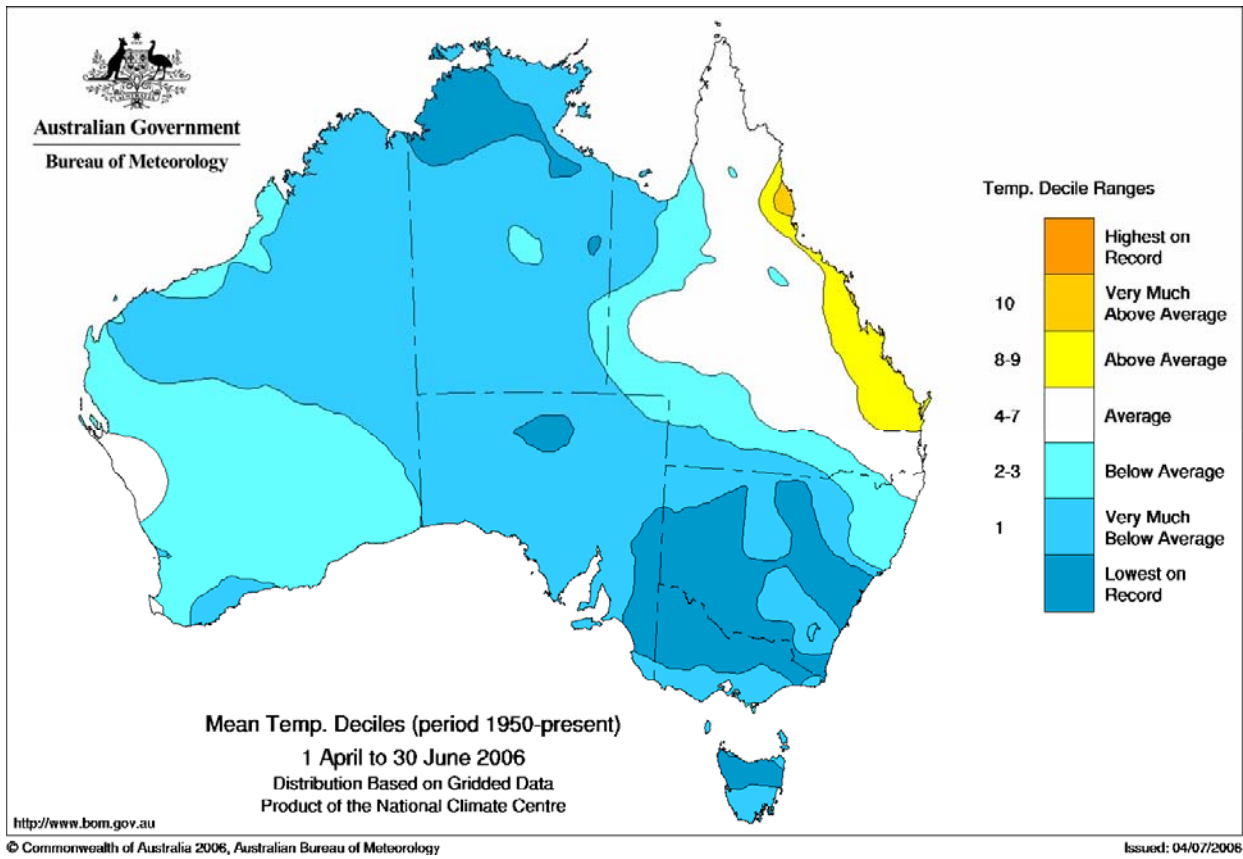 Australian Government
Bureau of Meteorology
Temp. Decile Ranges
Highest on
Record
10
Very Much
Above Average
8-9
Above Average
4-7
Average
2-3
Below Average
1
Very Much
Below Average
Lowest on
Record
Mean Temp. Deciles (period 1950-present)
1 April to 30 June 2006
Distribution Based on Gridded Data
Product of the National Climate Centre
http://www.bom.gov.au
© Commonwealth of Australia 2006, Australian Bureau of Meteorology
Issued: 04/07/2006